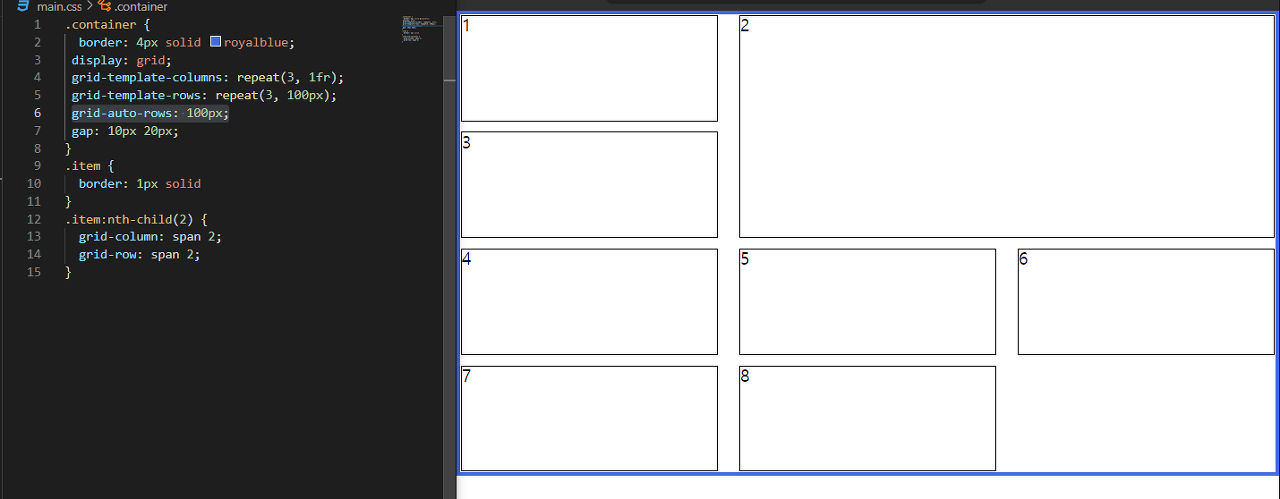 main.css > .container
1 .container {
2 border: 4px solid royalblue;
3 display: grid;
4 grid-template-columns: repeat(3, 1fr);
5 grid-template-rows: repeat(3, 100px);
6 grid-auto-rows: 100px;
7 gap: 10px 20px;
8 }
9 .item {
10 border: 1px solid
11 }
12 .item:nth-child(2) {
13 grid-column: span 2;
14 grid-row: span 2;
15 }
1 2
3
4 5 6
7 8